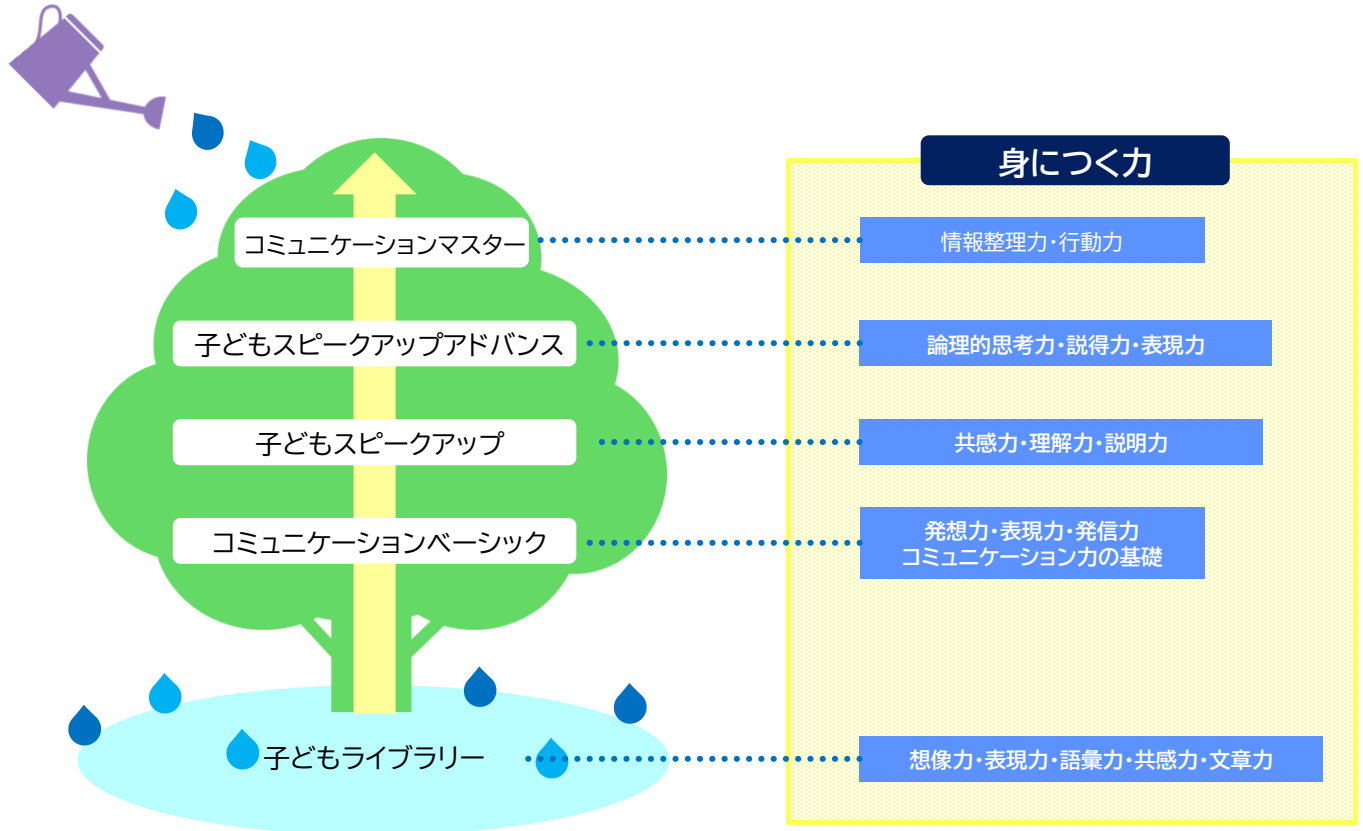 身につく力
コミュニケーションマスター
情報整理力・行動力
子どもスピークアップアドバンス
論理的思考力・説得力・表現力
子どもスピークアップ
共感力・理解力・説明力
コミュニケーションベーシック
発想力・表現力・発信力
コミュニケーション力の基礎
子どもライブラリー
想像力・表現力・語彙力・共感力・文章力